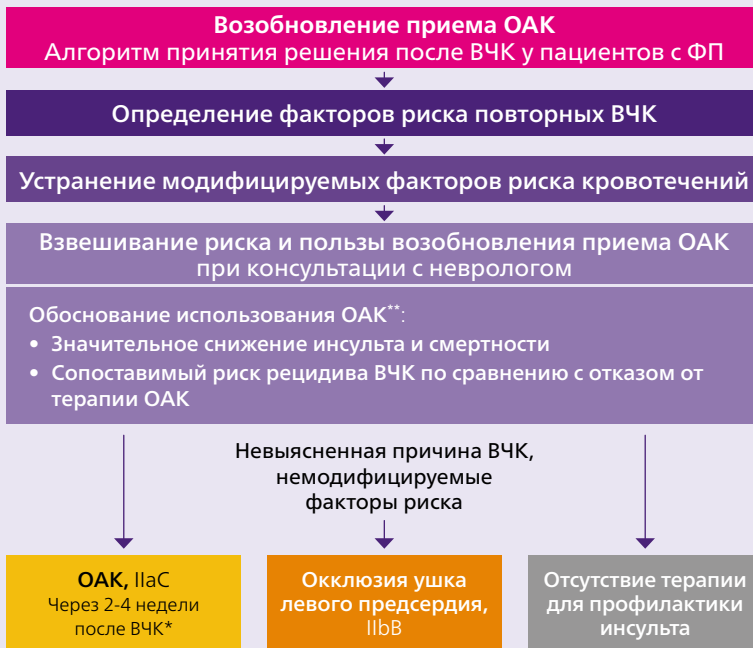 Возобновление приема ОАК
Алгоритм принятия решения после ВЧК у пациентов с ФП
Определение факторов риска повторных ВЧК
Устранение модифицируемых факторов риска кровотечений
Взвешивание риска и пользы возобновления приема ОАК
при консультации с неврологом
Обоснование использования ОАК**:
• Значительное снижение инсульта и смертности
• Сопоставимый риск рецидива ВЧК по сравнению с отказом от
терапии ОАК
Невыясненная причина ВЧК,
немодифицируемые
факторы риска
ОАК, IIaC
Через 2-4 недели
после ВЧК*
Окклюзия ушка
левого предсердия,
IIbB
Отсутствие терапии
для профилактики
инсульта